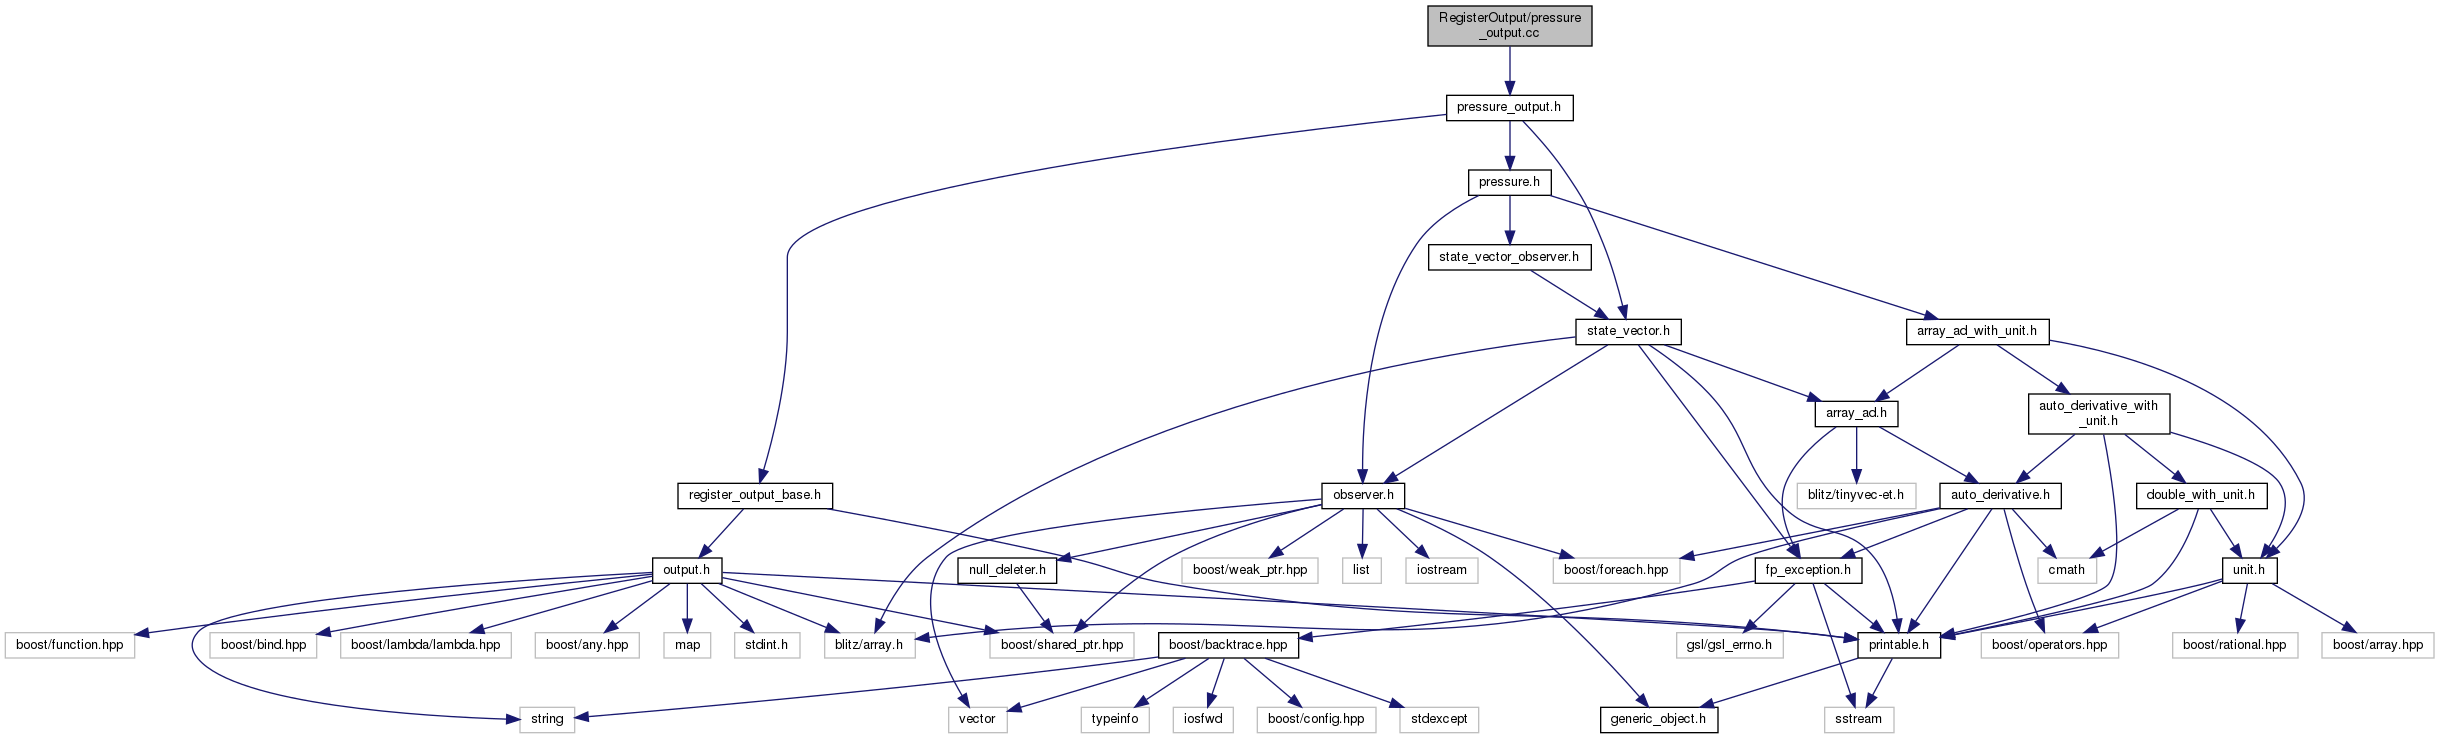 RegisterOutput/pressure
_output.cc
pressure_output.h
pressure.h
state_vector_observer.h
state_vector.h
array_ad_with_unit.h
array_ad.h
auto_derivative_with
_unit.h
register_output_base.h
observer.h
blitz/tinyvec-et.h
auto_derivative.h
double_with_unit.h
output.h
null_deleter.h
boost/weak_ptr.hpp
list
iostream
boost/foreach.hpp
fp_exception.h
cmath
unit.h
boost/function.hpp
boost/bind.hpp
boost/lambda/lambda.hpp
boost/any.hpp
map
stdint.h
blitz/array.h
boost/shared_ptr.hpp
boost/backtrace.hpp
gsl/gsl_errno.h
printable.h
boost/operators.hpp
boost/rational.hpp
boost/array.hpp
string
vector
typeinfo
iosfwd
boost/config.hpp
stdexcept
generic_object.h
sstream